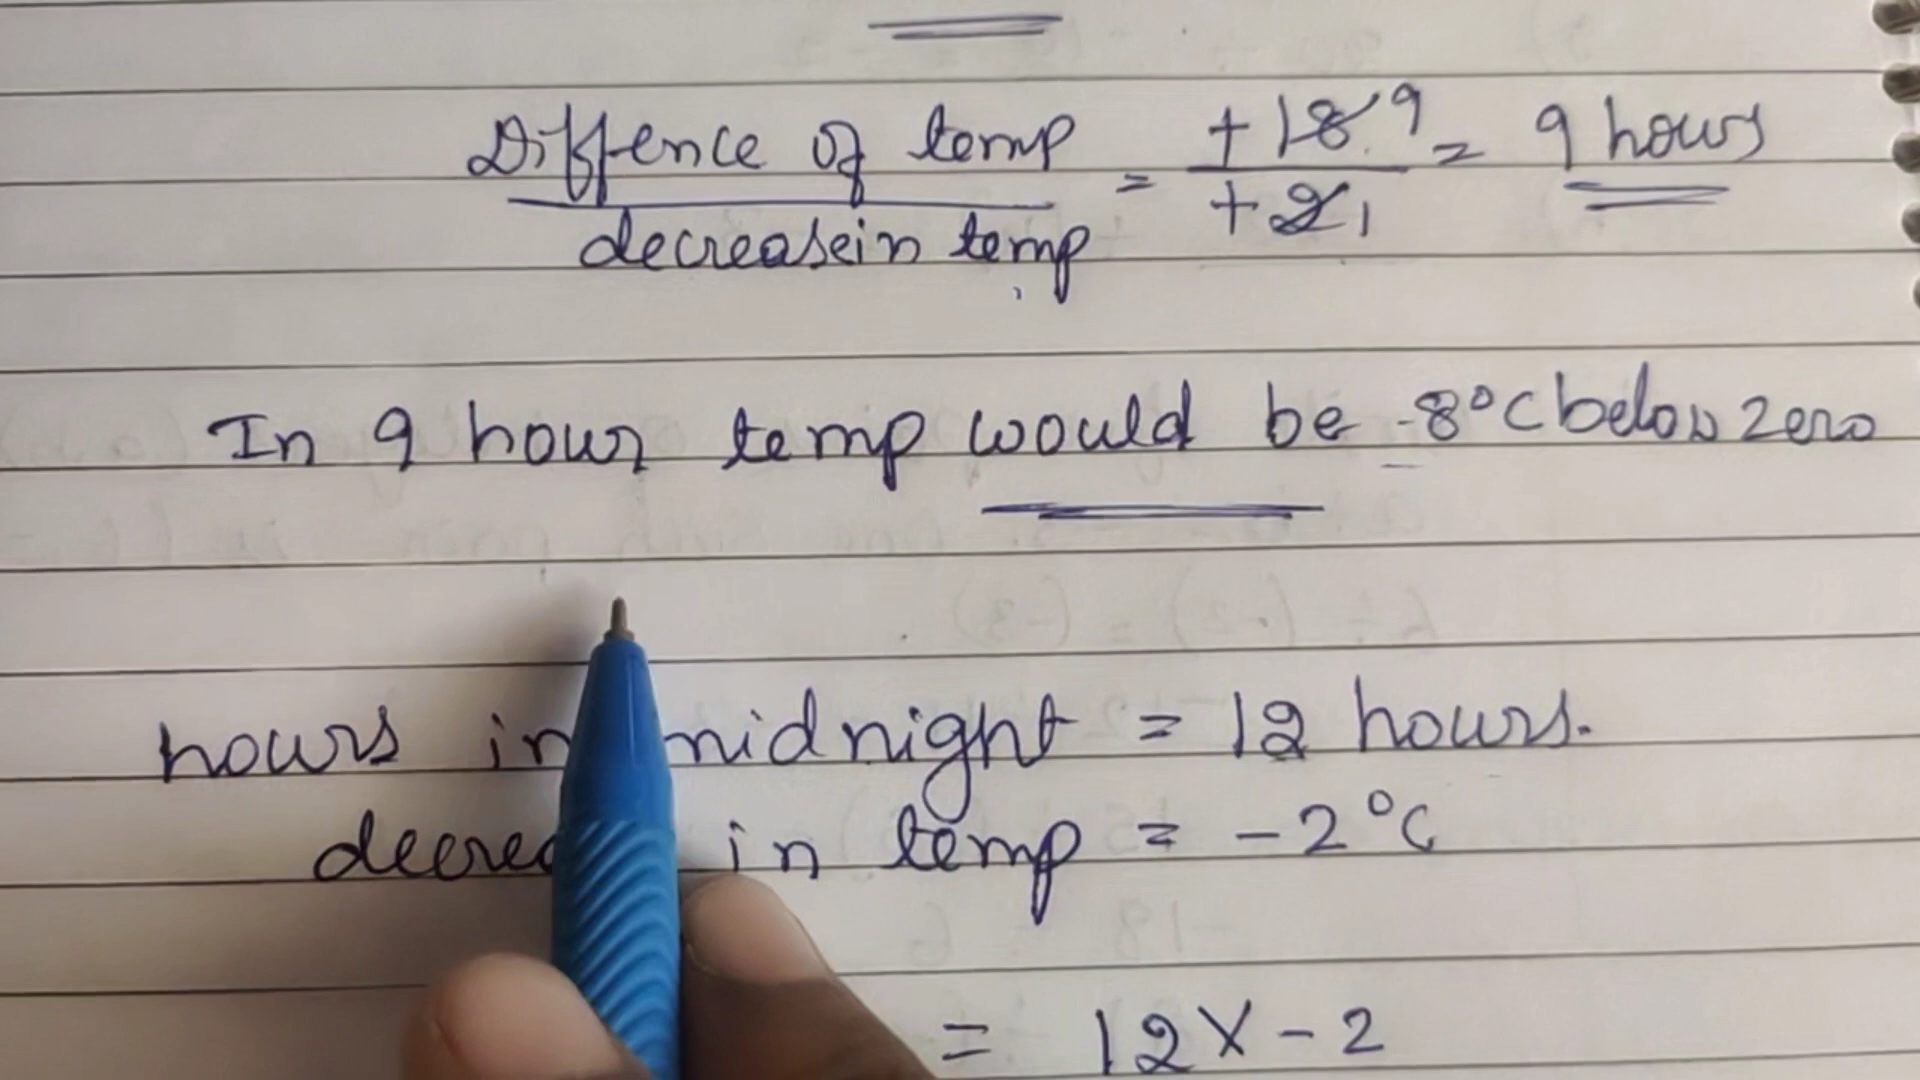 Diffence of temp = +18 9 = 9 hours
decreasein temp +2 1
In 9 hour temp would be -8°C below zero
hours in midnight = 12 hours.
in temp = -2°C
= 12 X - 2